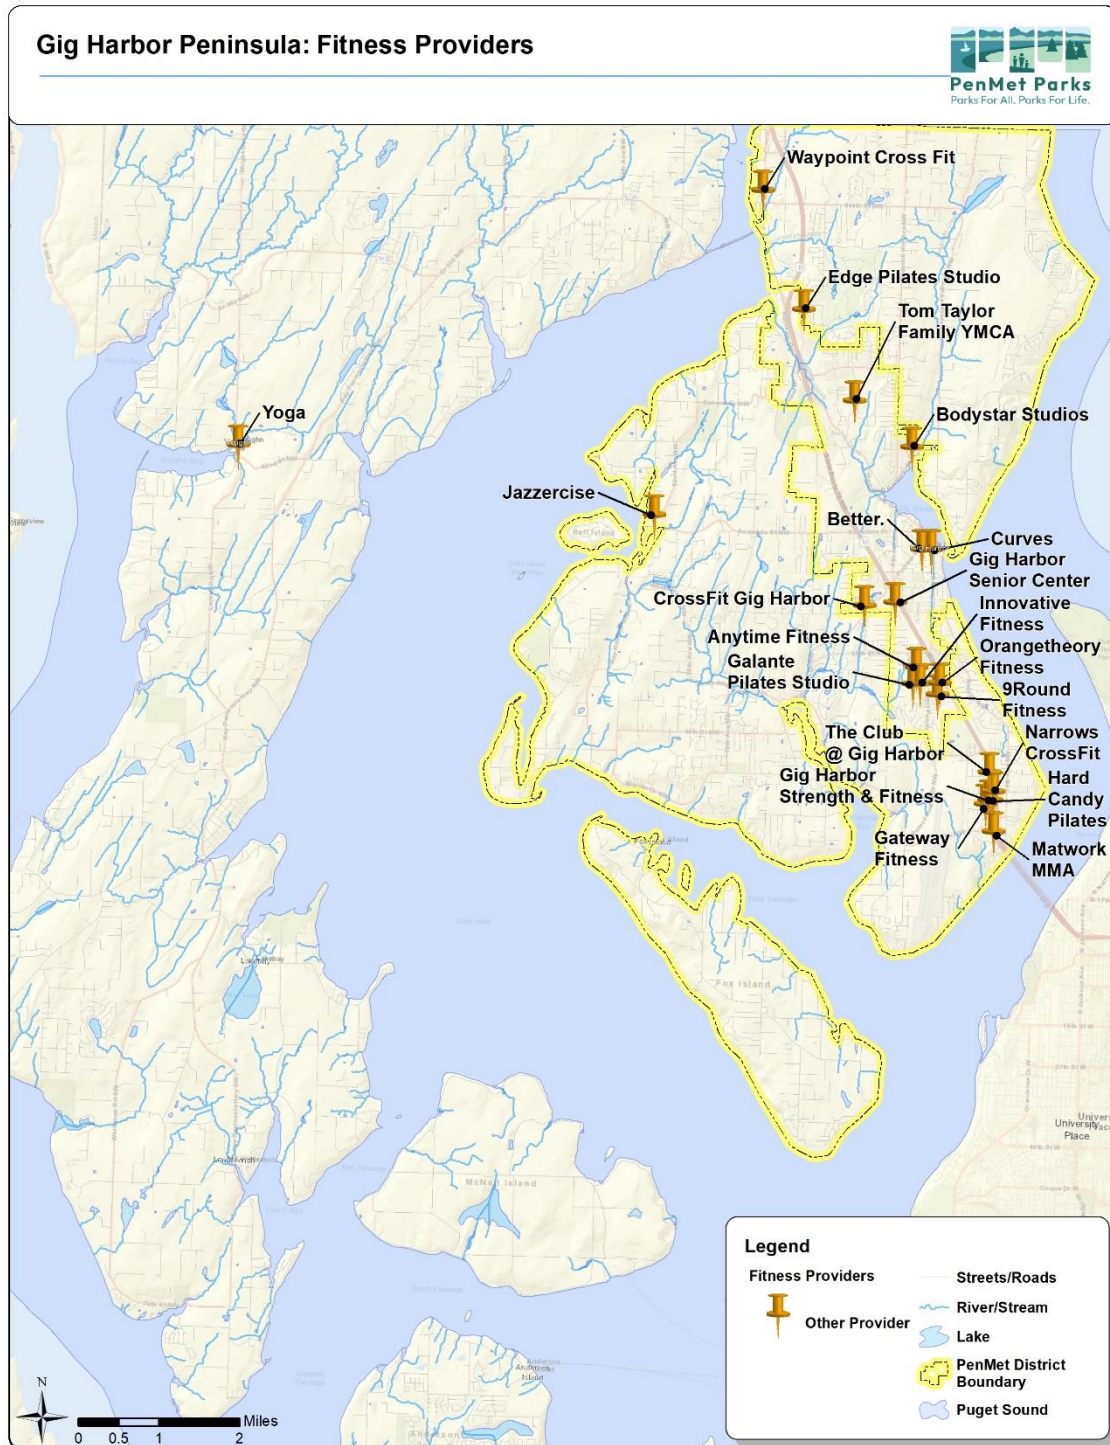 Gig Harbor Peninsula: Fitness Providers
PenMet Parks
Parks For All. Parks For Life.
Waypoint Cross Fit
Edge Pilates Studio
Tom Taylor
Family YMCA
Yoga
Bodystar Studios
Jazzercise
Better.
Curves
Gig Harbor
Senior Center
CrossFit Gig Harbor
Innovative
Fitness
Anytime Fitness
Orangetheory
Fitness
Galante
Pilates Studio
9Round
Fitness
The Club
@ Gig Harbor
Narrows
CrossFit
Gig Harbor
Strength & Fitness
Hard
Candy
Pilates
Gateway
Fitness
Matwork
MMA
Fox Island
McNeil Island
University
Place
Anderson
Island
Legend
Fitness Providers
Other Provider
Streets/Roads
River/Stream
Lake
PenMet District
Boundary
Puget Sound
N
Miles
0 0.5 1 2